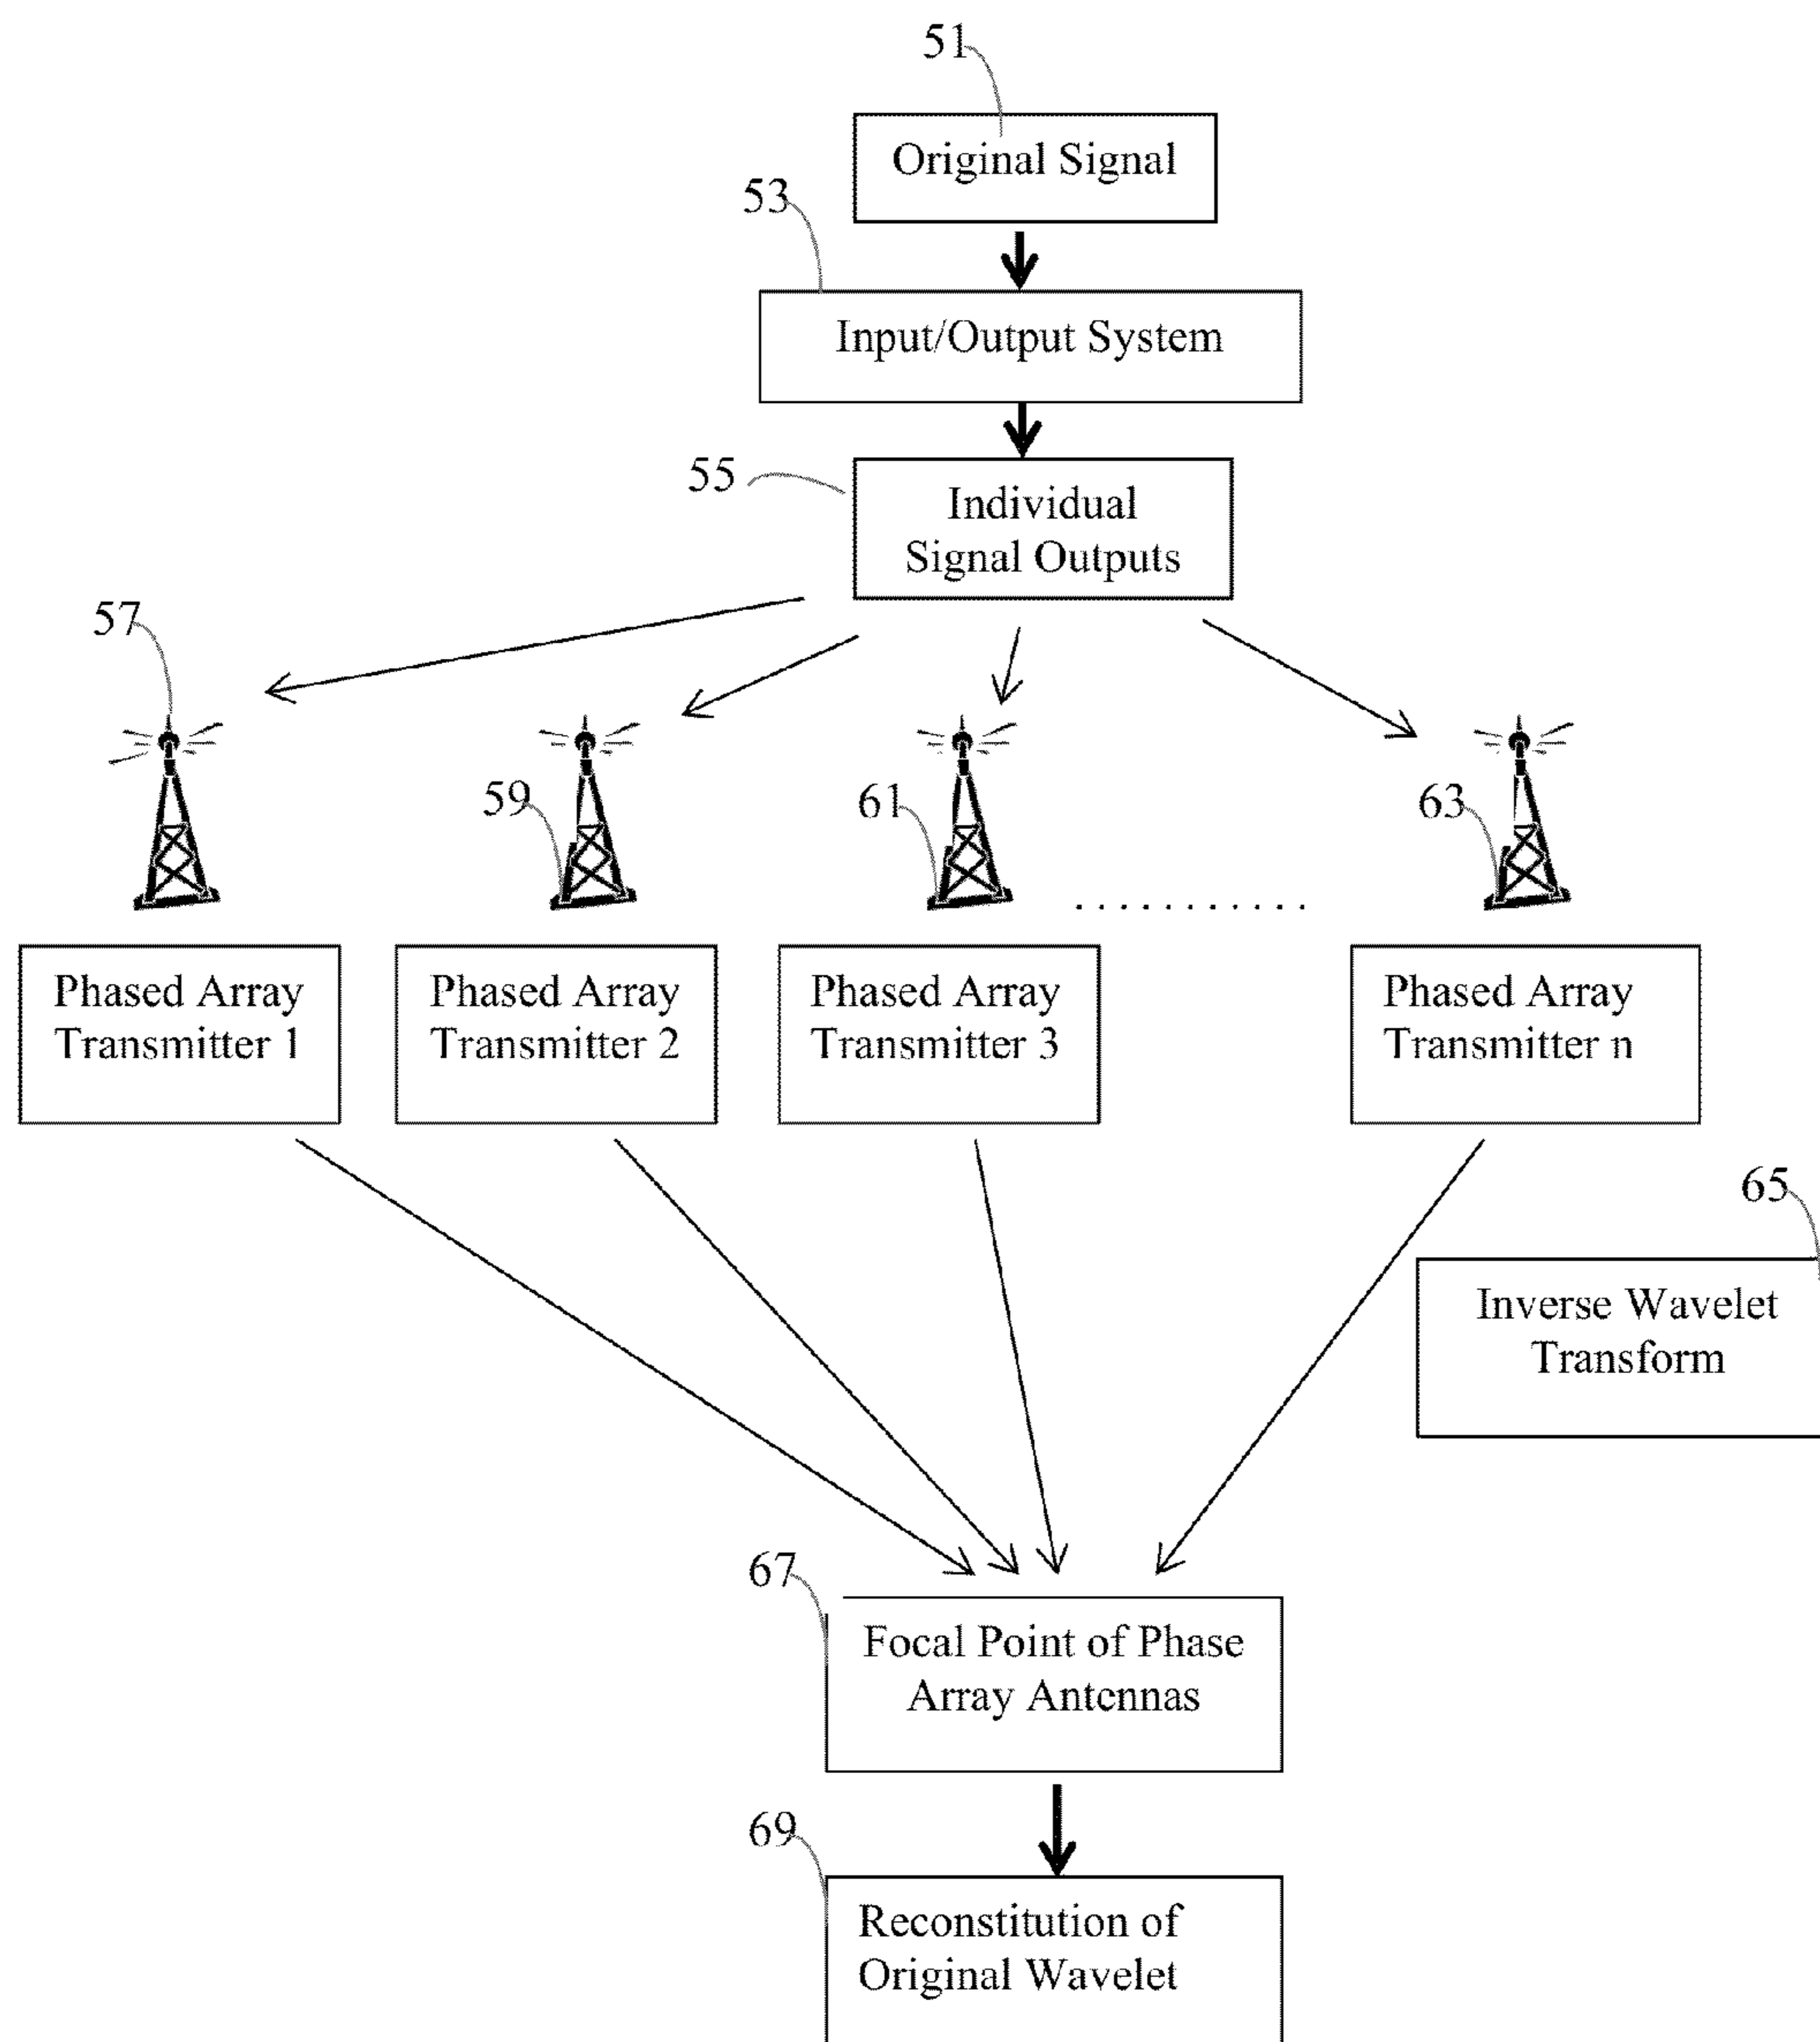 51
Original Signal
53
Input/Output System
55
Individual
Signal Outputs
57
59
61
63
...........
Phased Array
Transmitter 1
Phased Array
Transmitter 2
Phased Array
Transmitter 3
Phased Array
Transmitter n
65
Inverse Wavelet
Transform
67
Focal Point of Phase
Array Antennas
69
Reconstitution of
Original Wavelet